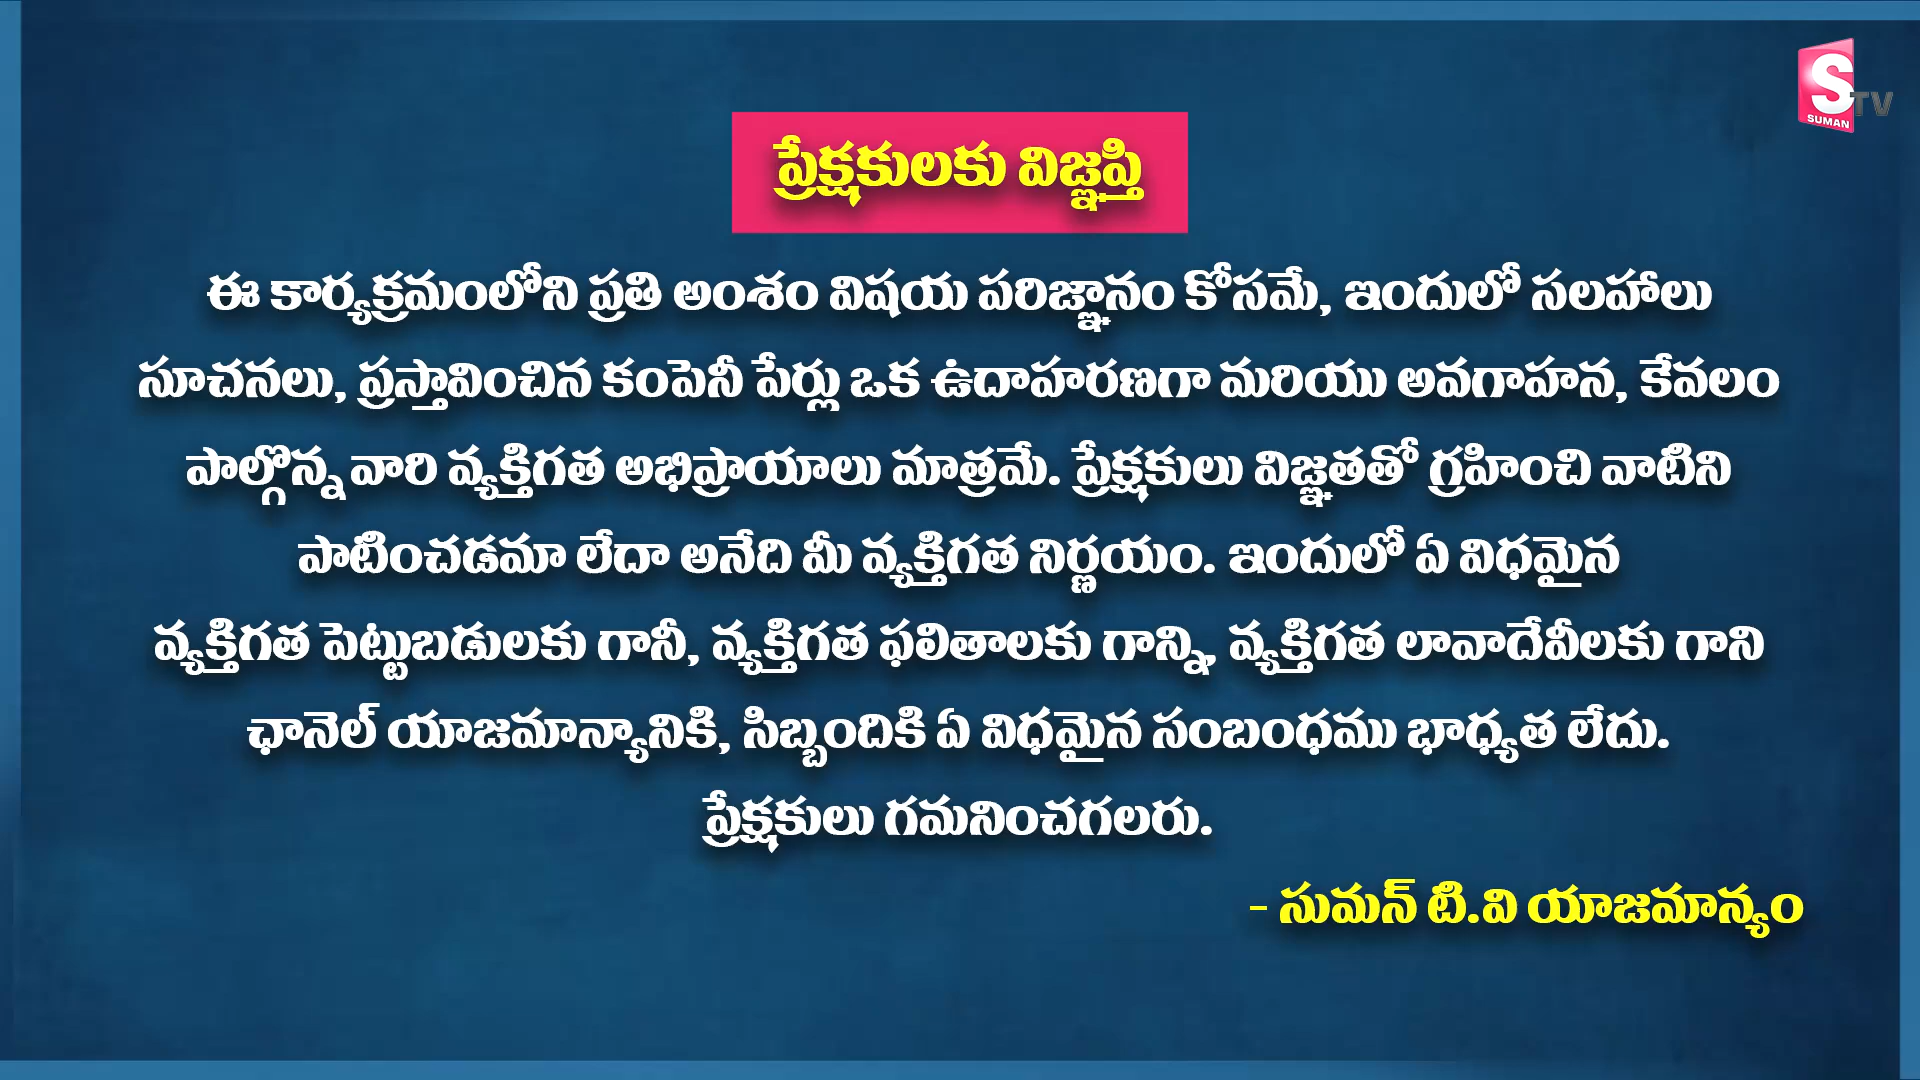 S
TV
SUMAN
ప్రేక్షకులకు విజ్ఞప్తి
ఈ కార్యక్రమంలోని ప్రతి అంశం విషయ పరిజ్ఞానం కోసమే, ఇందులో సలహాలు
సూచనలు, ప్రస్తావించిన కంపెనీ పేర్లు ఒక ఉదాహరణగా మరియు అవగాహన, కేవలం
పాల్గొన్న వారి వ్యక్తిగత అభిప్రాయాలు మాత్రమే. ప్రేక్షకులు విజ్ఞతతో గ్రహించి వాటిని
పాటించడమా లేదా అనేది మీ వ్యక్తిగత నిర్ణయం. ఇందులో ఏ విధమైన
వ్యక్తిగత పెట్టుబడులకు గానీ, వ్యక్తిగత ఫలితాలకు గాన్ని, వ్యక్తిగత లావాదేవీలకు గాని
ఛానెల్ యాజమాన్యానికి, సిబ్బందికి ఏ విధమైన సంబంధము భాధ్యత లేదు.
ప్రేక్షకులు గమనించగలరు.
- సుమన్ టి.వి యాజమాన్యం